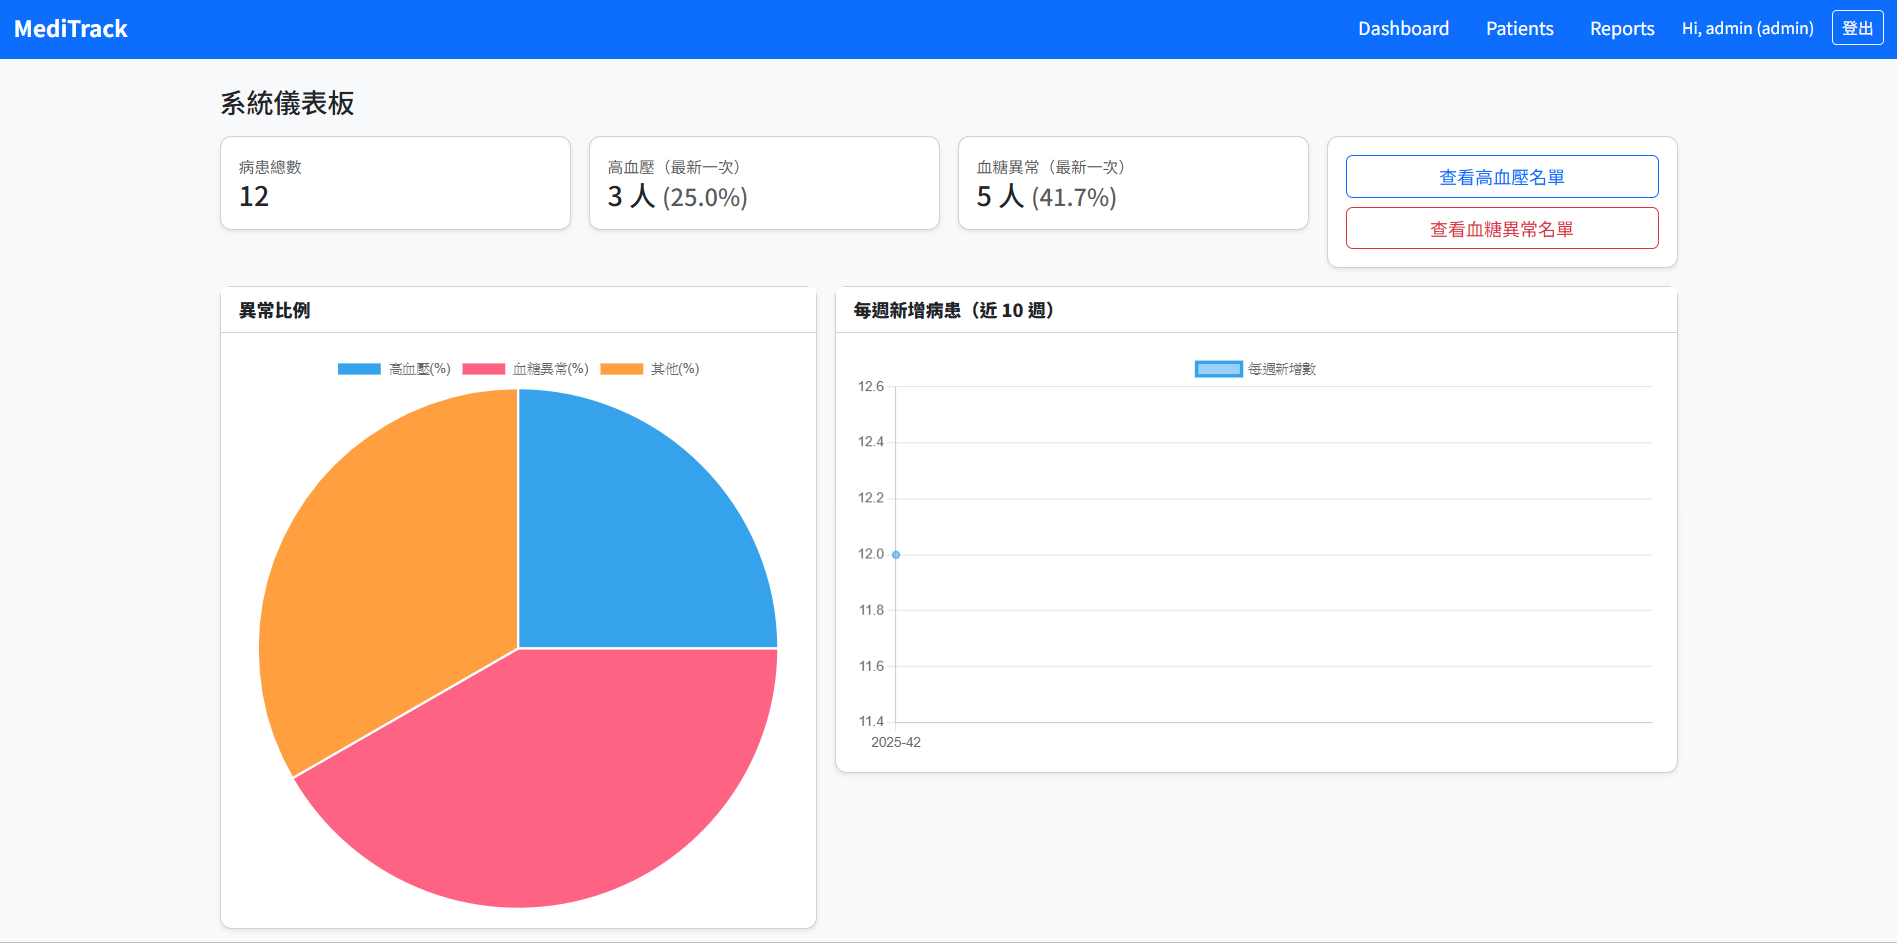 MediTrack
Dashboard
Patients
Reports
Hi, admin (admin)
登出
系統儀表板
病患總數
12
高血壓（最新一次）
3 人 (25.0%)
血糖異常（最新一次）
5 人 (41.7%)
查看高血壓名單
查看血糖異常名單
異常比例
高血壓(%)
血糖異常(%)
其他(%)
每週新增病患（近 10 週）
每週新增數
12.6
12.4
12.2
12.0
11.8
11.6
11.4
2025-42